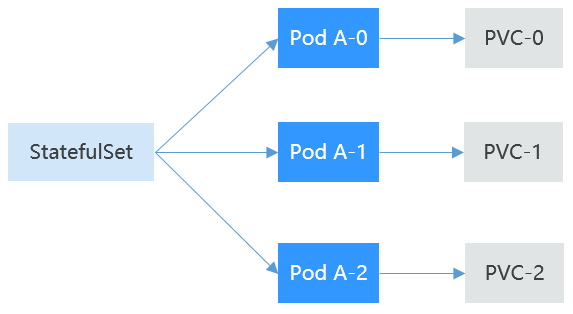 Pod A-0
PVC-0
StatefulSet
Pod A-1
PVC-1
Pod A-2
PVC-2